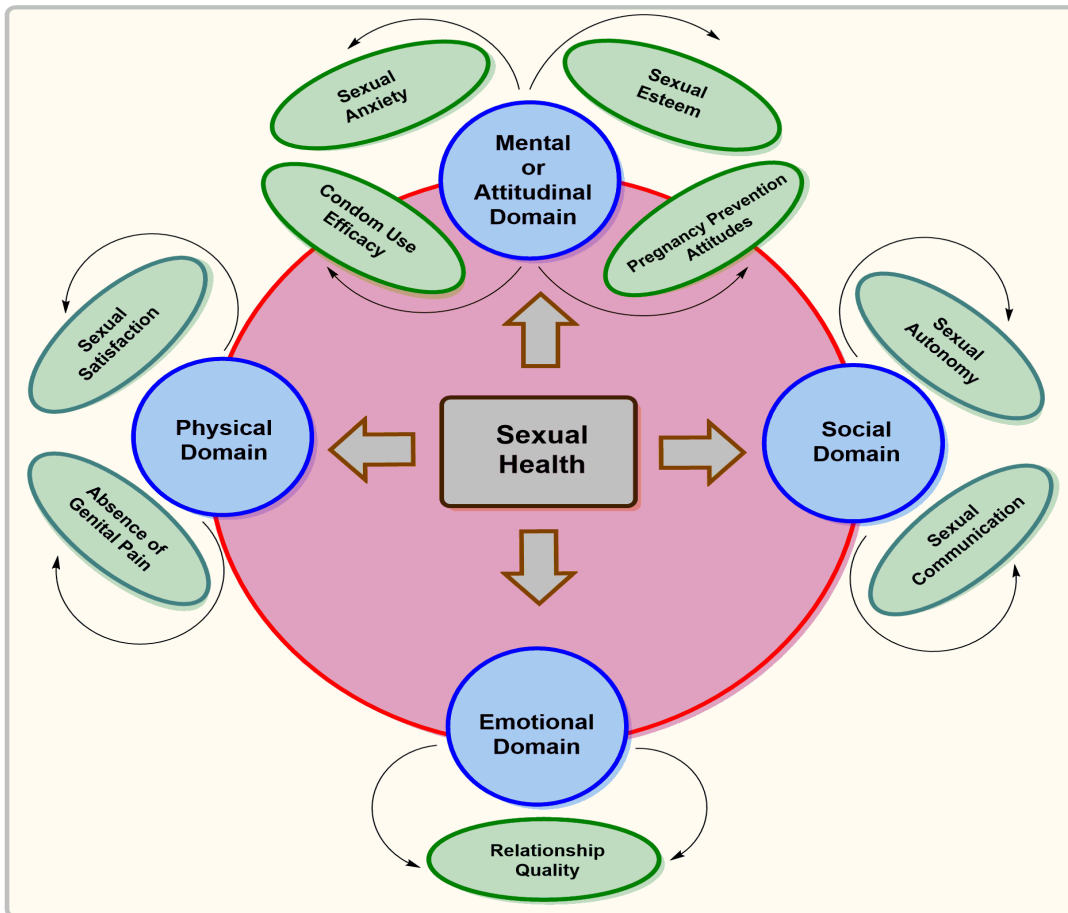 Sexual
Anxiety
Sexual
Esteem
Mental
or
Attitudinal
Domain
Condom Use
Efficacy
Pregnancy Prevention
Attitudes
Sexual
Satisfaction
Sexual
Autonomy
Physical
Domain
Sexual
Health
Social
Domain
Absence of
Genital Pain
Sexual
Communication
Emotional
Domain
Relationship
Quality